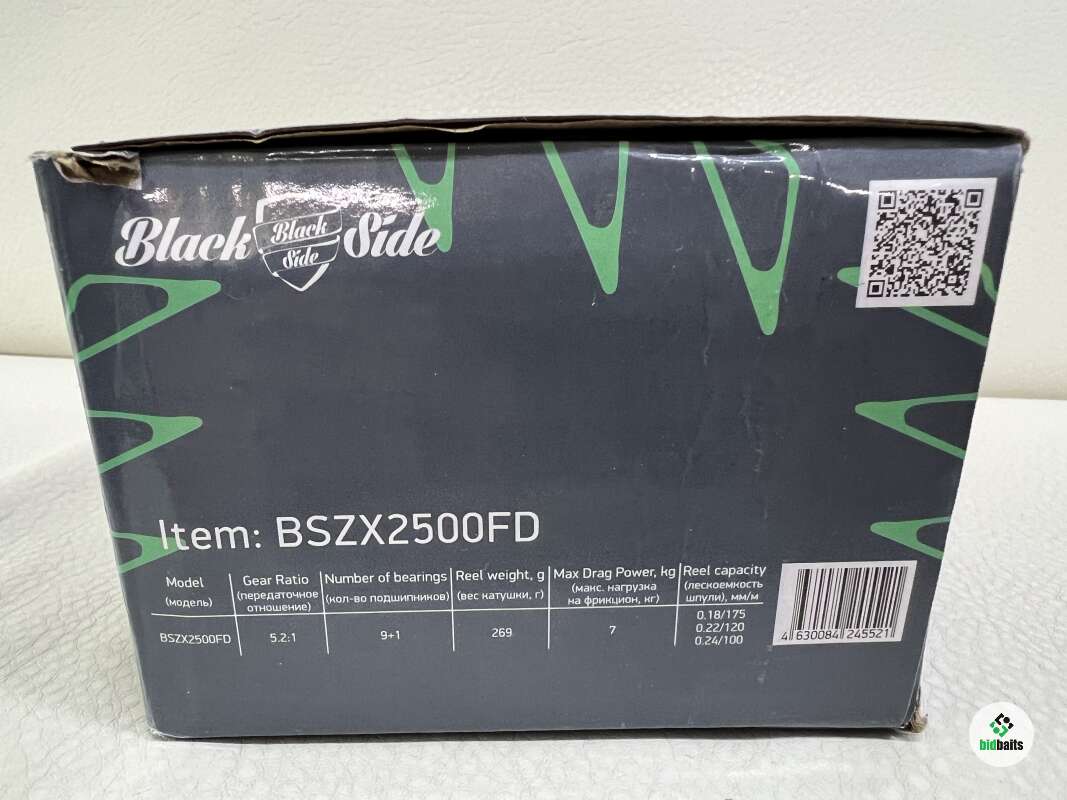 Black Black Side Side
Item: BSZX2500FD
Model
(модель)
Gear Ratio
(передаточное
отношение)
Number of bearings
(кол-во подшипников)
Reel weight, g
(вес катушки, г)
Max Drag Power, kg
(макс. нагрузка
на фрикцион, кг)
Reel capacity
(лескоемкость
шпули), мм/м
BSZX2500FD
5.2:1
9+1
269
7
0.18/175
0.22/120
0.24/100
4 630084 245521
bidbaits